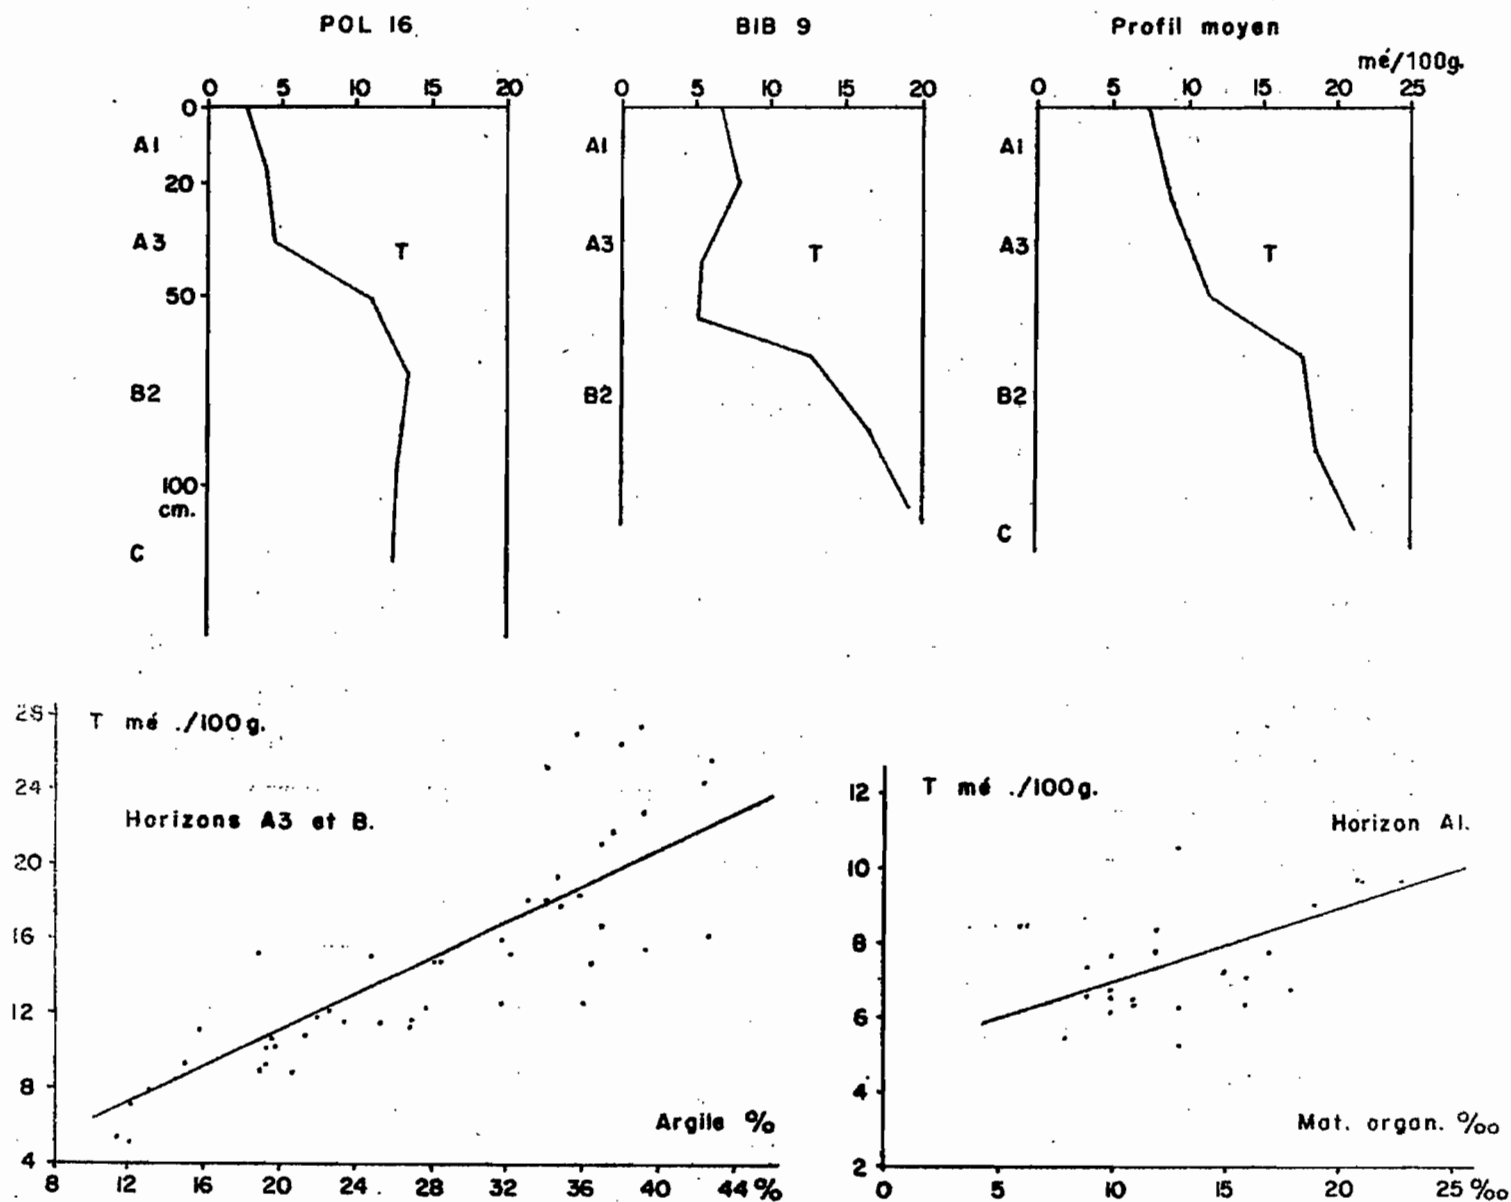 POL 16
BIB 9
Profil moyen
mé/100g.
0 5 10 15 20
0 5 10 15 20
0 5 10 15 20 25
0
A1
20
A3
50
B2
100
cm.
C
T
A1
A3
B2
T
A1
A3
B2
C
T
28
24
20
16
12
8
4
T mé ./100g.
Horizons A3 et B.
Argile %
8 12 16 20 24 28 32 36 40 44%
12
10
8
6
4
2
T mé ./100g.
Horizon A1.
Mat. organ. %o
0 5 10 15 20 25 %o